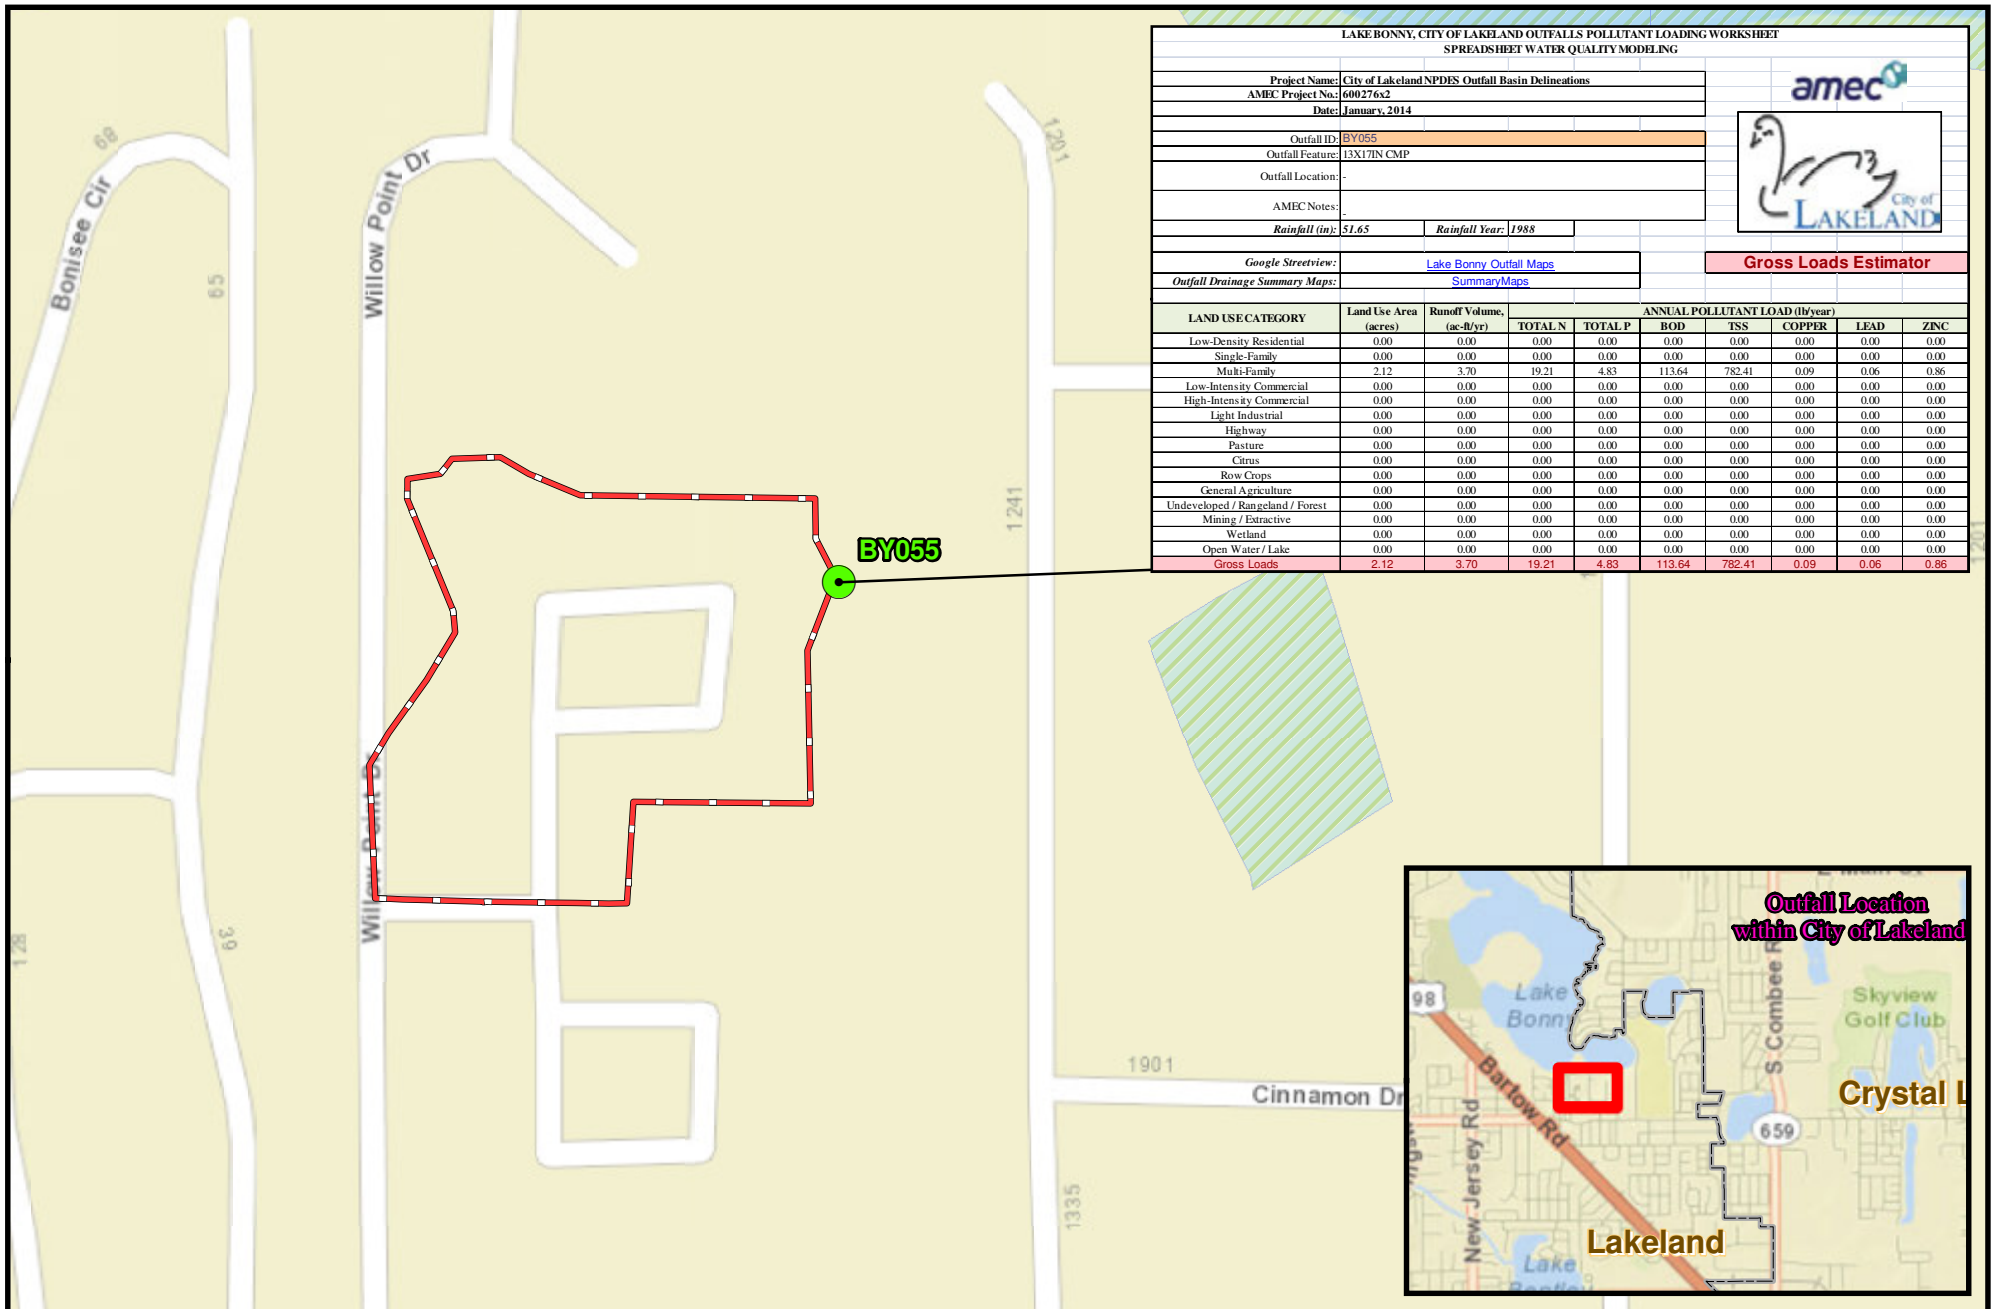 LAKE BONNY, CITY OF LAKELAND OUTFALLS POLLUTANT LOADING WORKSHEET
SPREADSHEET WATER QUALITY MODELING
Project Name: City of Lakeland NPDES Outfall Basin Delineations
AMEC Project No.: 600276x2
Date: January, 2014
amec
Outfall ID: BY055
Outfall Feature: 13X17IN CMP
Outfall Location: -
AMEC Notes: -
City of
LAKELAND
Rainfall (in): 51.65 Rainfall Year: 1988
Google Streetview: Lake Bonny Outfall Maps
Gross Loads Estimator
Outfall Drainage Summary Maps: SummaryMaps
LAND USE CATEGORY Land Use Area (acres) Runoff Volume, (ac-ft/yr) ANNUAL POLLUTANT LOAD (lb/year)
TOTAL N TOTAL P BOD TSS COPPER LEAD ZINC
Low-Density Residential 0.00 0.00 0.00 0.00 0.00 0.00 0.00 0.00 0.00
Single-Family 0.00 0.00 0.00 0.00 0.00 0.00 0.00 0.00 0.00
Multi-Family 2.12 3.70 19.21 4.83 113.64 782.41 0.09 0.06 0.86
Low-Intensity Commercial 0.00 0.00 0.00 0.00 0.00 0.00 0.00 0.00 0.00
High-Intensity Commercial 0.00 0.00 0.00 0.00 0.00 0.00 0.00 0.00 0.00
Light Industrial 0.00 0.00 0.00 0.00 0.00 0.00 0.00 0.00 0.00
Highway 0.00 0.00 0.00 0.00 0.00 0.00 0.00 0.00 0.00
Pasture 0.00 0.00 0.00 0.00 0.00 0.00 0.00 0.00 0.00
Citrus 0.00 0.00 0.00 0.00 0.00 0.00 0.00 0.00 0.00
Row Crops 0.00 0.00 0.00 0.00 0.00 0.00 0.00 0.00 0.00
General Agriculture 0.00 0.00 0.00 0.00 0.00 0.00 0.00 0.00 0.00
Undeveloped / Rangeland / Forest 0.00 0.00 0.00 0.00 0.00 0.00 0.00 0.00 0.00
Mining / Extractive 0.00 0.00 0.00 0.00 0.00 0.00 0.00 0.00 0.00
Wetland 0.00 0.00 0.00 0.00 0.00 0.00 0.00 0.00 0.00
Open Water / Lake 0.00 0.00 0.00 0.00 0.00 0.00 0.00 0.00 0.00
Gross Loads 2.12 3.70 19.21 4.83 113.64 782.41 0.09 0.06 0.86
68
Bonisee Cir
65
Willow Point Dr
1201
1241
1201
BY055
Willow Point Dr
128
39
1901
Cinnamon Dr
1335
Outfall Location
within City of Lakeland
98
Lake
Bonny
S Combee R
Skyview
Golf Club
Bartow Rd
Crystal L
659
New Jersey Rd
Lakeland
Lake